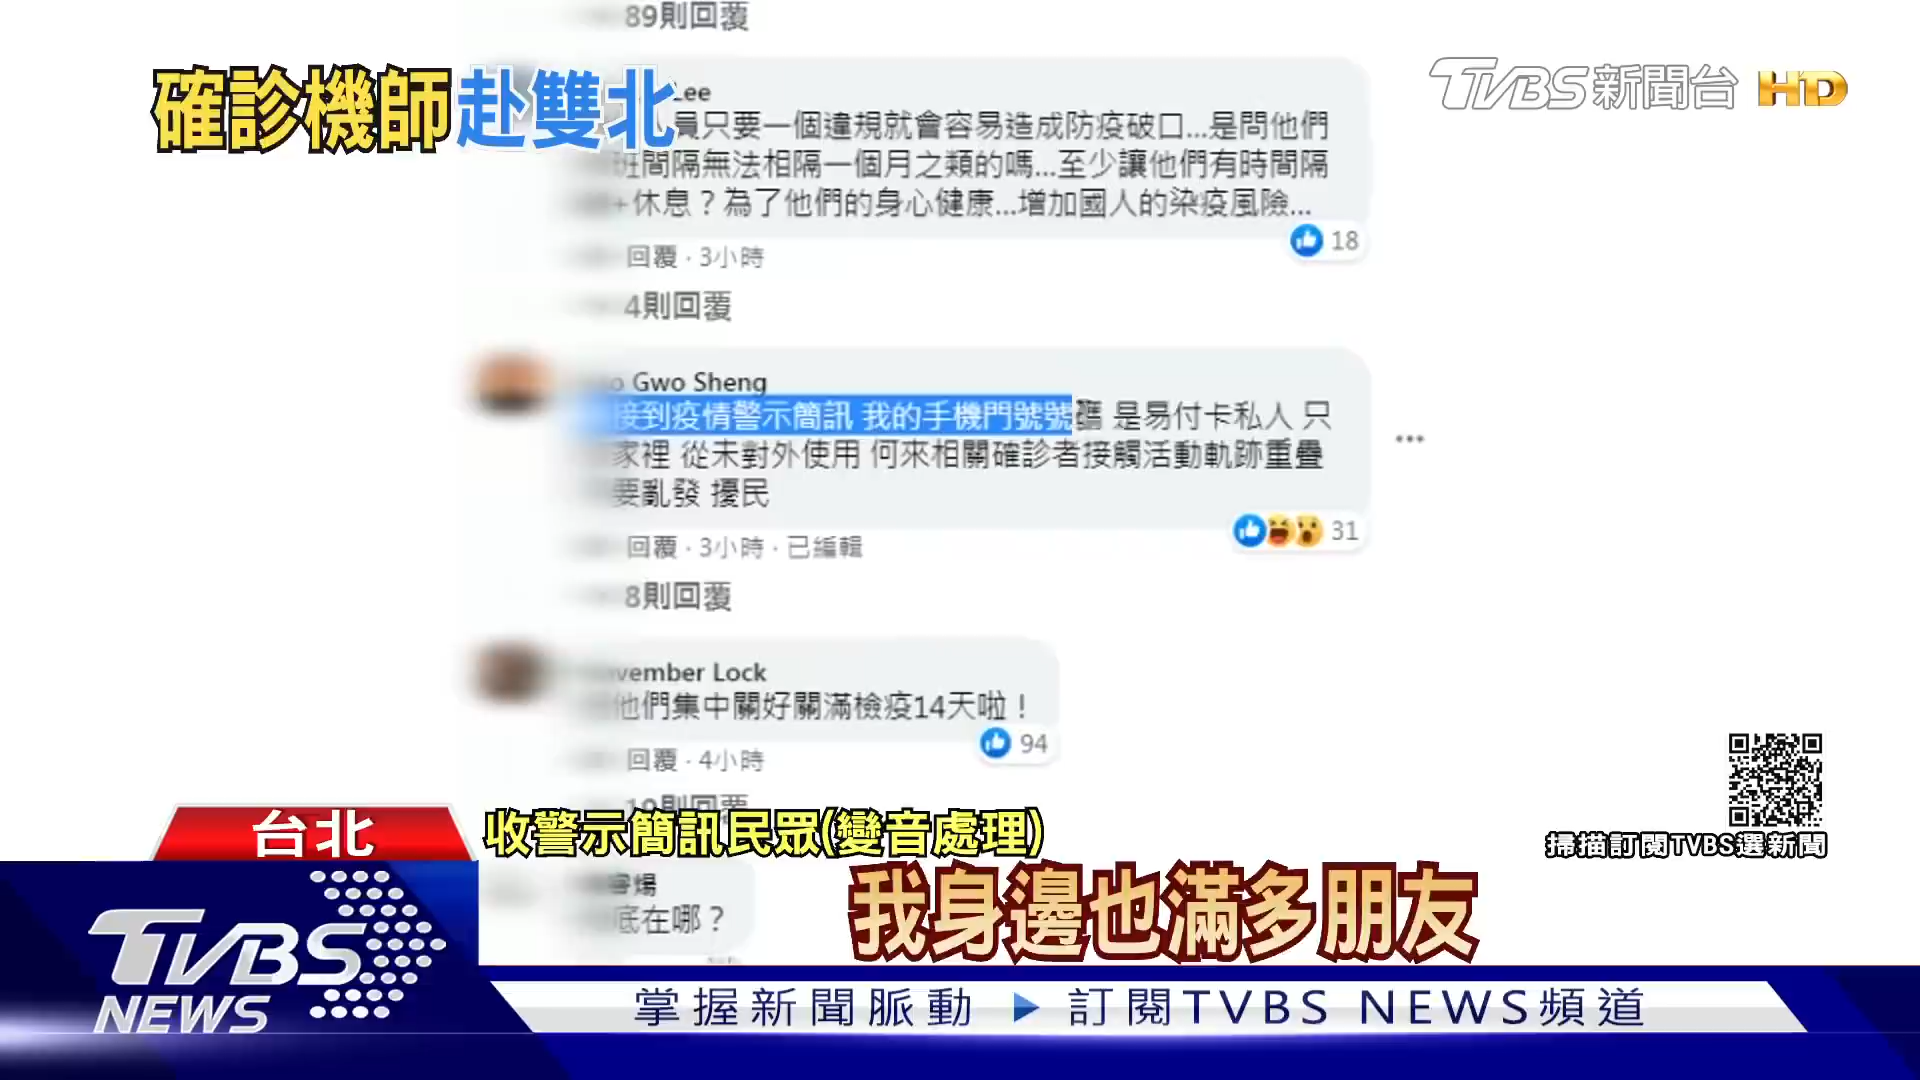 89則回覆
確診機師赴雙北
TVBS新聞台 HD
Lee
員只要一個違規就會容易造成防疫破口...是問他們
班間隔無法相隔一個月之類的嗎...至少讓他們有時間隔
+休息？為了他們的身心健康...增加國人的染疫風險...
18
回覆 · 3小時
4則回覆
Gwo Sheng
接到疫情警示簡訊 我的手機門號號碼 是易付卡私人 只
家裡 從未對外使用 何來相關確診者接觸活動軌跡重疊
要亂發 擾民
31
回覆 · 3小時 · 已編輯
8則回覆
vember Lock
他們集中關好關滿檢疫14天啦！
94
回覆 · 4小時
19則回覆
台北
收警示簡訊民眾(變音處理)
掃描訂閱TVBS選新聞
底在哪？
我身邊也滿多朋友
TVBS
NEWS
掌握新聞脈動 ▶ 訂閱TVBS NEWS頻道